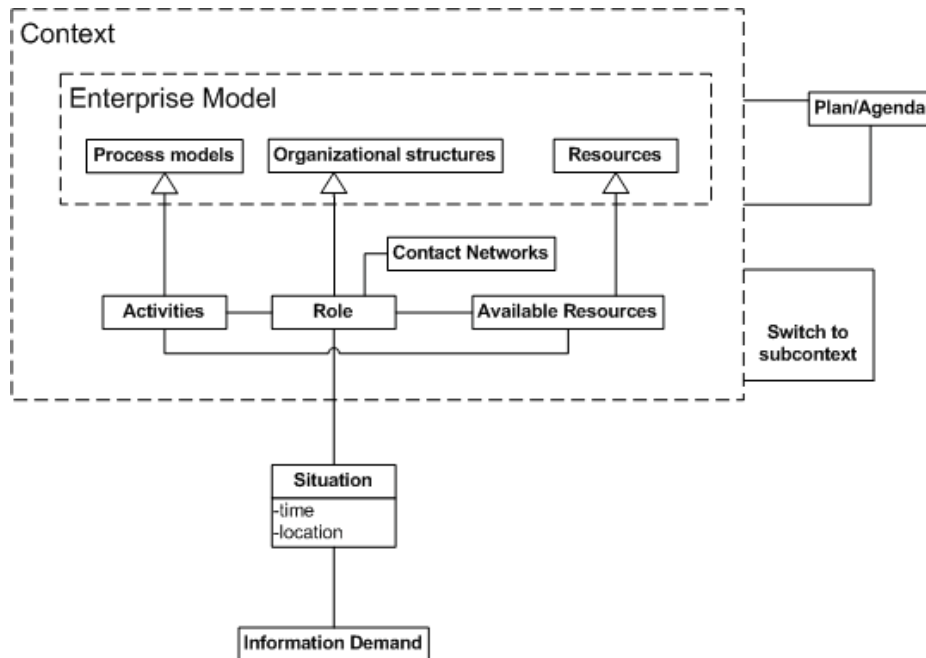 Context
Enterprise Model
Plan/Agenda
Process models
Organizational structures
Resources
Contact Networks
Activities
Role
Available Resources
Switch to
subcontext
Situation
-time
-location
Information Demand